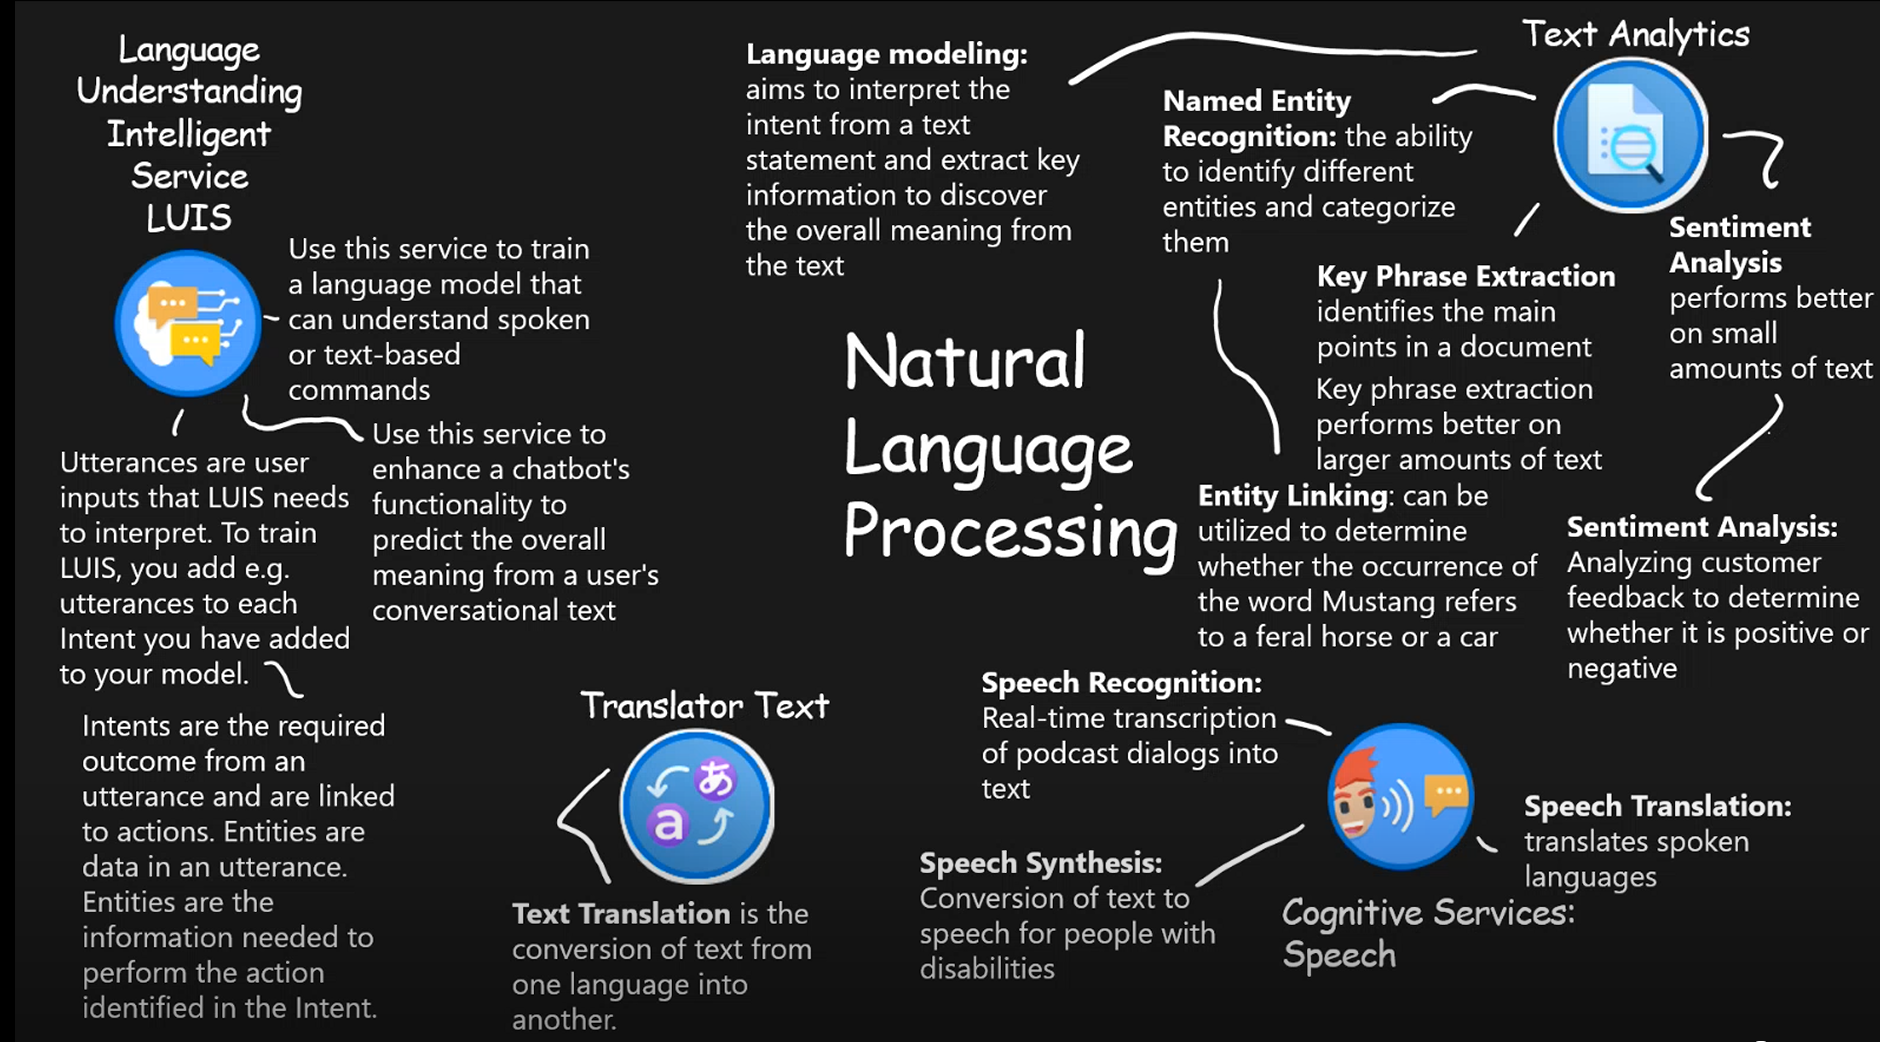 Language
Understanding
Intelligent
Service
LUIS
Use this service to train
a language model that
can understand spoken
or text-based
commands
Use this service to
enhance a chatbot's
functionality to
predict the overall
meaning from a user's
conversational text
Utterances are user
inputs that LUIS needs
to interpret. To train
LUIS, you add e.g.
utterances to each
Intent you have added
to your model.
Intents are the required
outcome from an
utterance and are linked
to actions. Entities are
data in an utterance.
Entities are the
information needed to
perform the action
identified in the Intent.
Language modeling:
aims to interpret the
intent from a text
statement and extract key
information to discover
the overall meaning from
the text
Natural
Language
Processing
Text Analytics
Named Entity
Recognition: the ability
to identify different
entities and categorize
them
Key Phrase Extraction
identifies the main
points in a document
Key phrase extraction
performs better on
larger amounts of text
Sentiment
Analysis
performs better
on small
amounts of text
Entity Linking: can be
utilized to determine
whether the occurrence of
the word Mustang refers
to a feral horse or a car
Sentiment Analysis:
Analyzing customer
feedback to determine
whether it is positive or
negative
Translator Text
あ
a
Text Translation is the
conversion of text from
one language into
another.
Speech Recognition:
Real-time transcription
of podcast dialogs into
text
Speech Synthesis:
Conversion of text to
speech for people with
disabilities
Speech Translation:
translates spoken
languages
Cognitive Services:
Speech